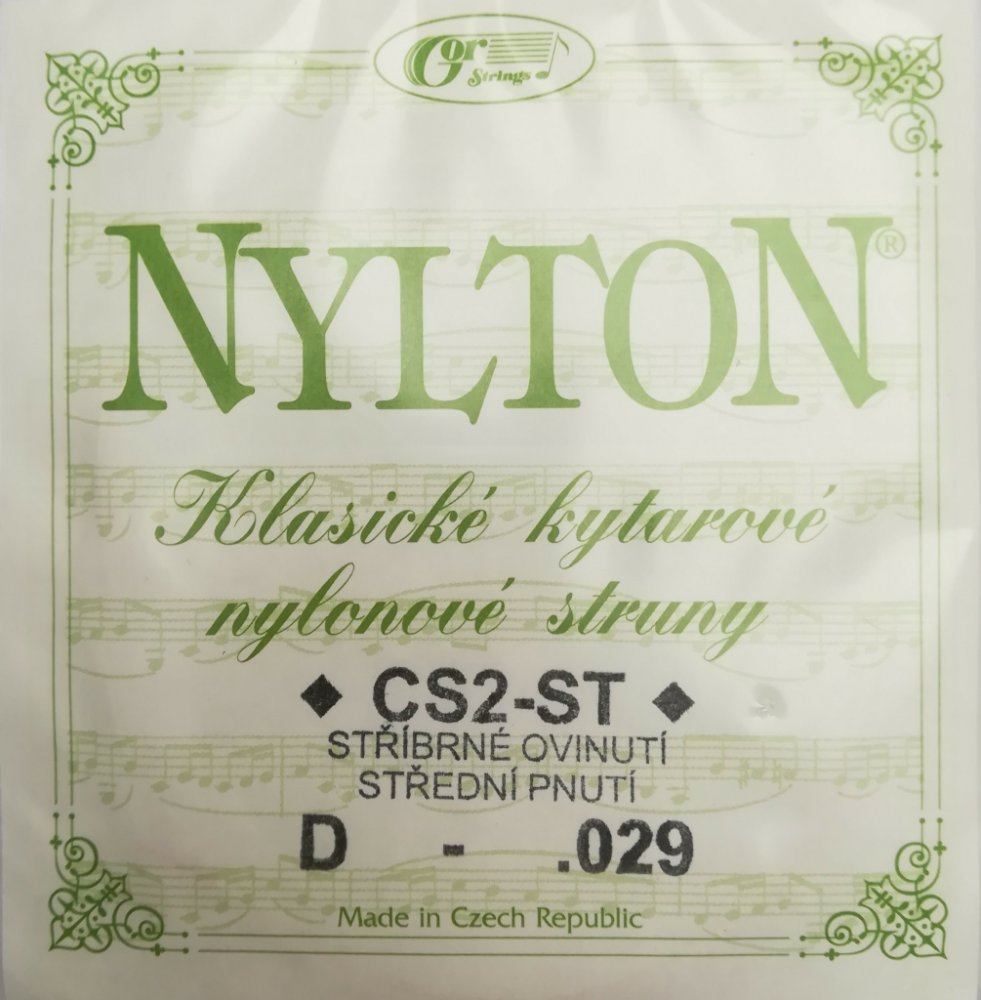 Gor
Strings
NYLTON®
Klasické kytarové
nylonové struny
◆ CS2-ST ◆
STŘÍBRNÉ OVINUTÍ
STŘEDNÍ PNUTÍ
D - .029
Made in Czech Republic